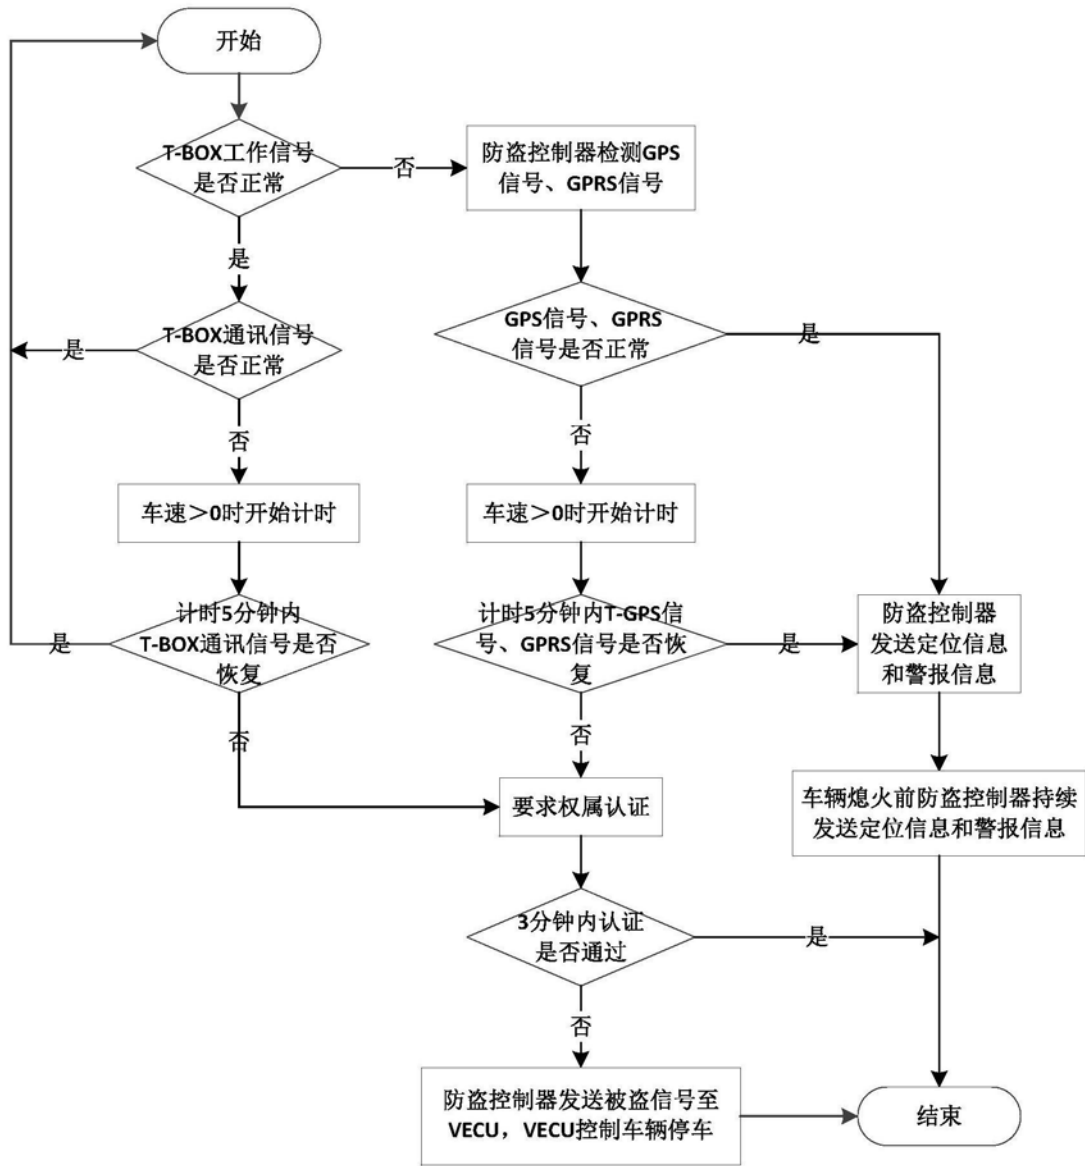 开始
T-BOX工作信号
是否正常
否
防盗控制器检测GPS
信号、GPRS信号
是
T-BOX通讯信号
是否正常
是
GPS信号、GPRS
信号是否正常
是
否
否
车速>0时开始计时
车速>0时开始计时
计时5分钟内
T-BOX通讯信号是否
恢复
是
计时5分钟内T-GPS信
号、GPRS信号是否恢
复
是
防盗控制器
发送定位信息
和警报信息
否
否
要求权属认证
车辆熄火前防盗控制器持续
发送定位信息和警报信息
3分钟内认证
是否通过
是
否
防盗控制器发送被盗信号至
VECU，VECU控制车辆停车
结束